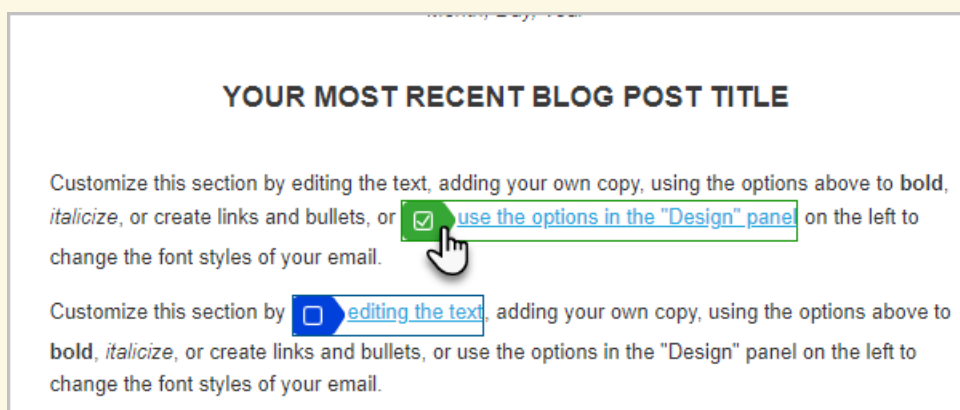 YOUR MOST RECENT BLOG POST TITLE
Customize this section by editing the text, adding your own copy, using the options above to bold,
italicize, or create links and bullets, or use the options in the "Design" panel on the left to
change the font styles of your email.
Customize this section by editing the text, adding your own copy, using the options above to
bold, italicize, or create links and bullets, or use the options in the "Design" panel on the left to
change the font styles of your email.